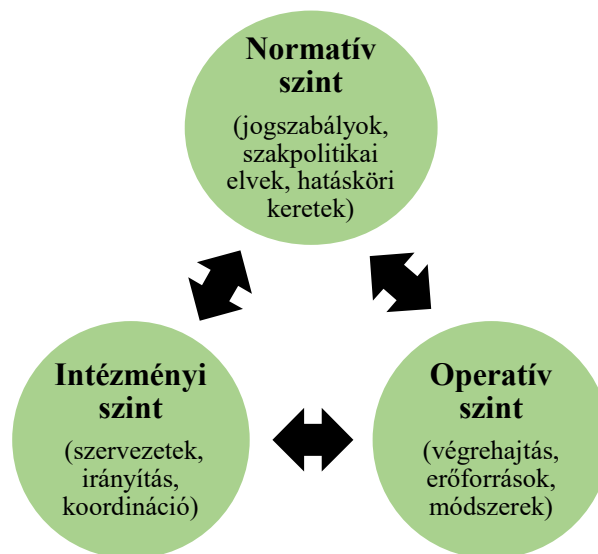 Normatív
szint
(jogszabályok,
szakpolitikai
elvek, hatásköri
keretek)
Intézményi
szint
(szervezetek,
irányítás,
koordináció)
Operatív
szint
(végrehajtás,
erőforrások,
módszerek)